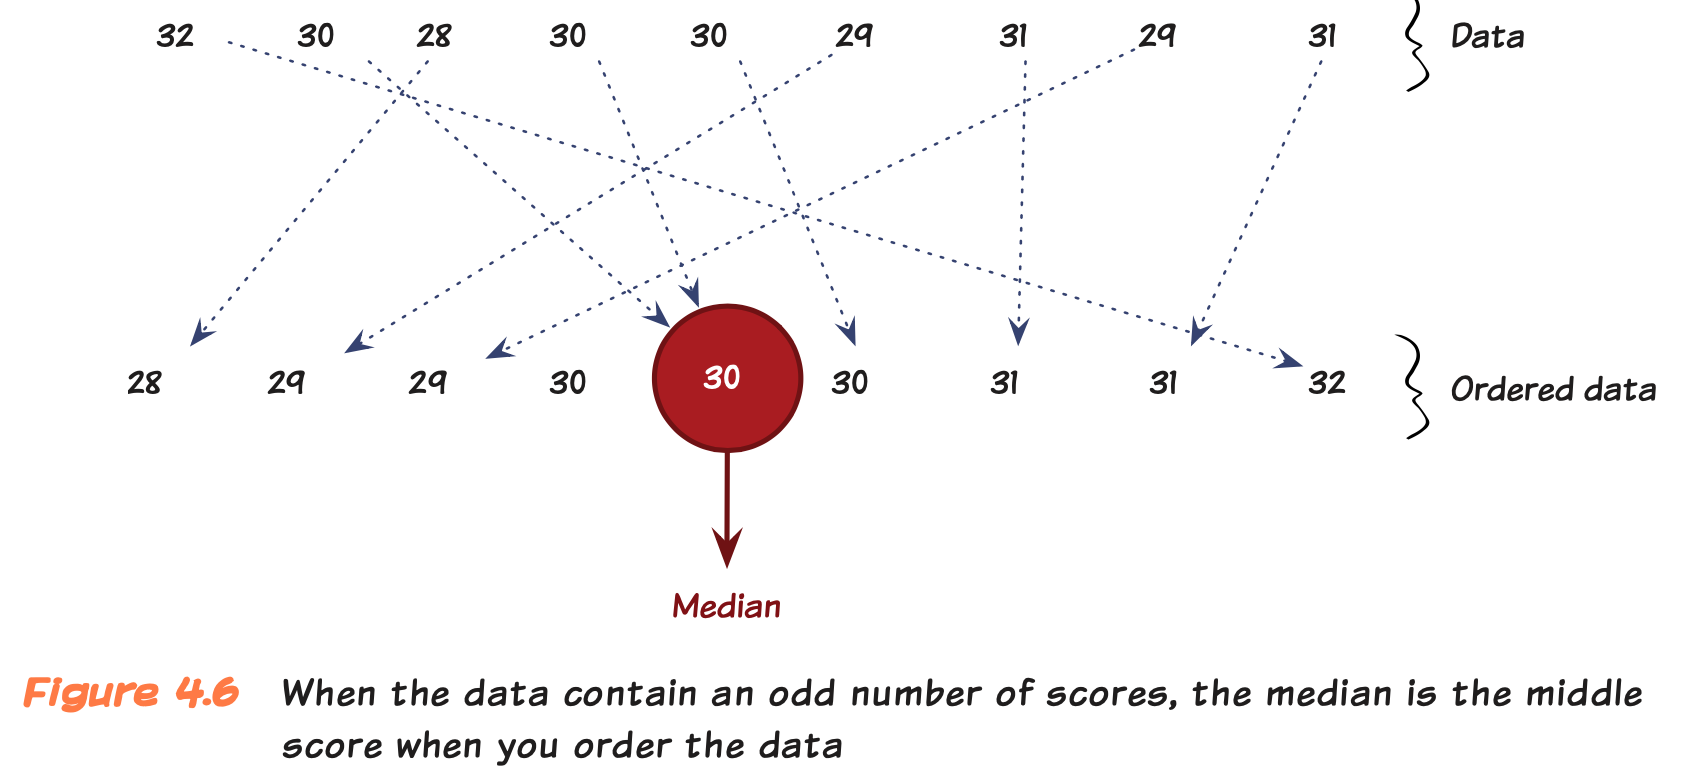 32 30 28 30 30 29 31 29 31 Data
28 29 29 30 30 30 31 31 32 Ordered data
Median
Figure 4.6 When the data contain an odd number of scores, the median is the middle
score when you order the data